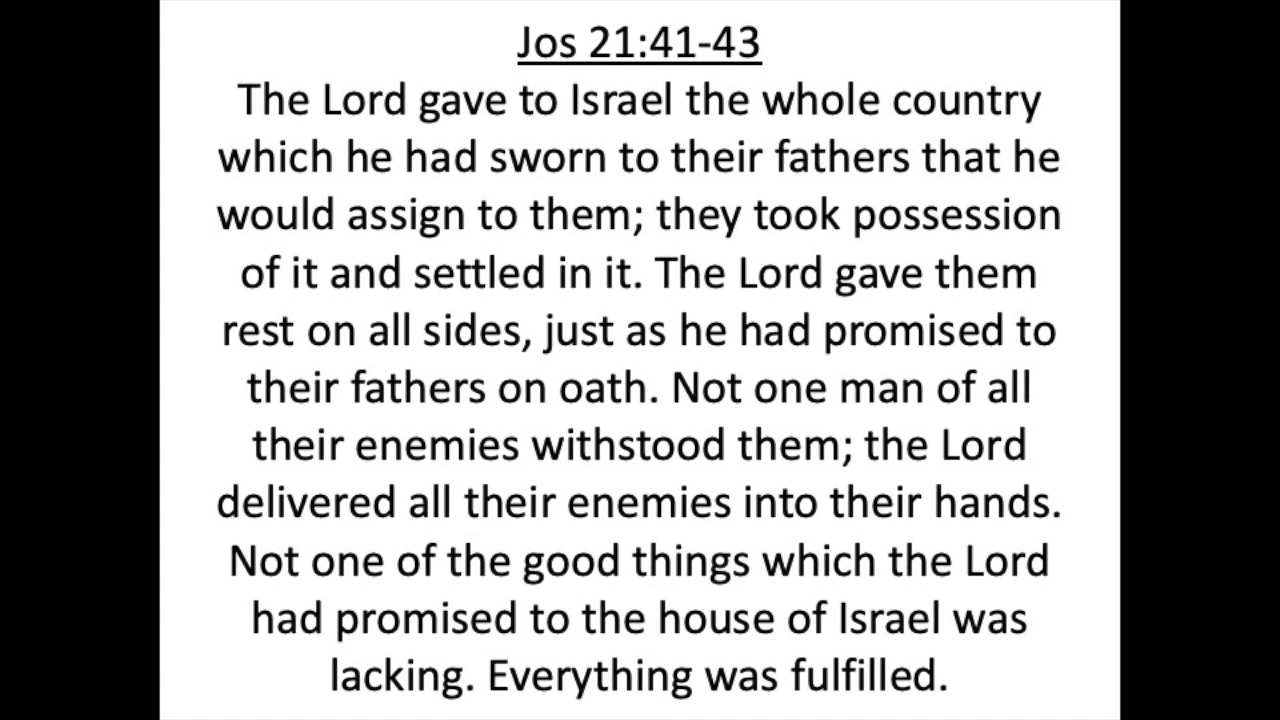 Jos 21:41-43
The Lord gave to Israel the whole country
which he had sworn to their fathers that he
would assign to them; they took possession
of it and settled in it. The Lord gave them
rest on all sides, just as he had promised to
their fathers on oath. Not one man of all
their enemies withstood them; the Lord
delivered all their enemies into their hands.
Not one of the good things which the Lord
had promised to the house of Israel was
lacking. Everything was fulfilled.